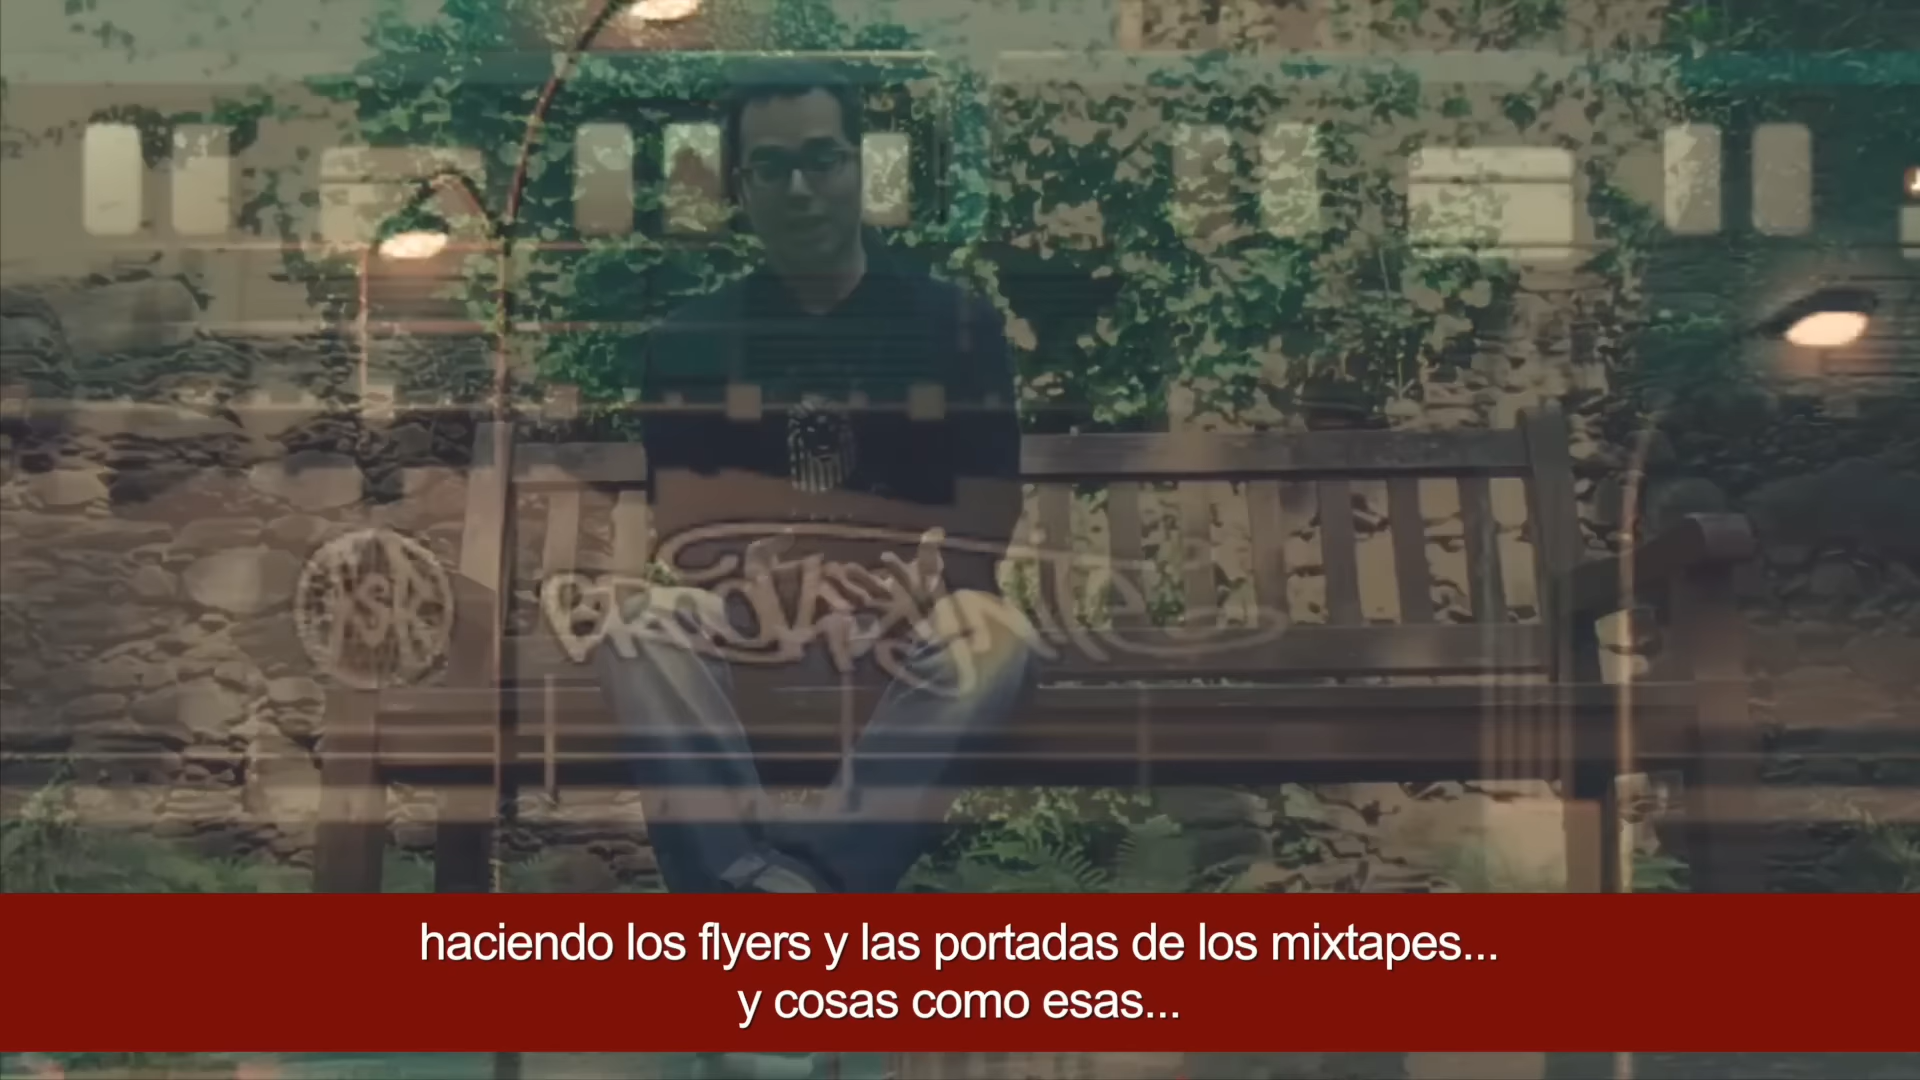 haciendo los flyers y las portadas de los mixtapes...
y cosas como esas...